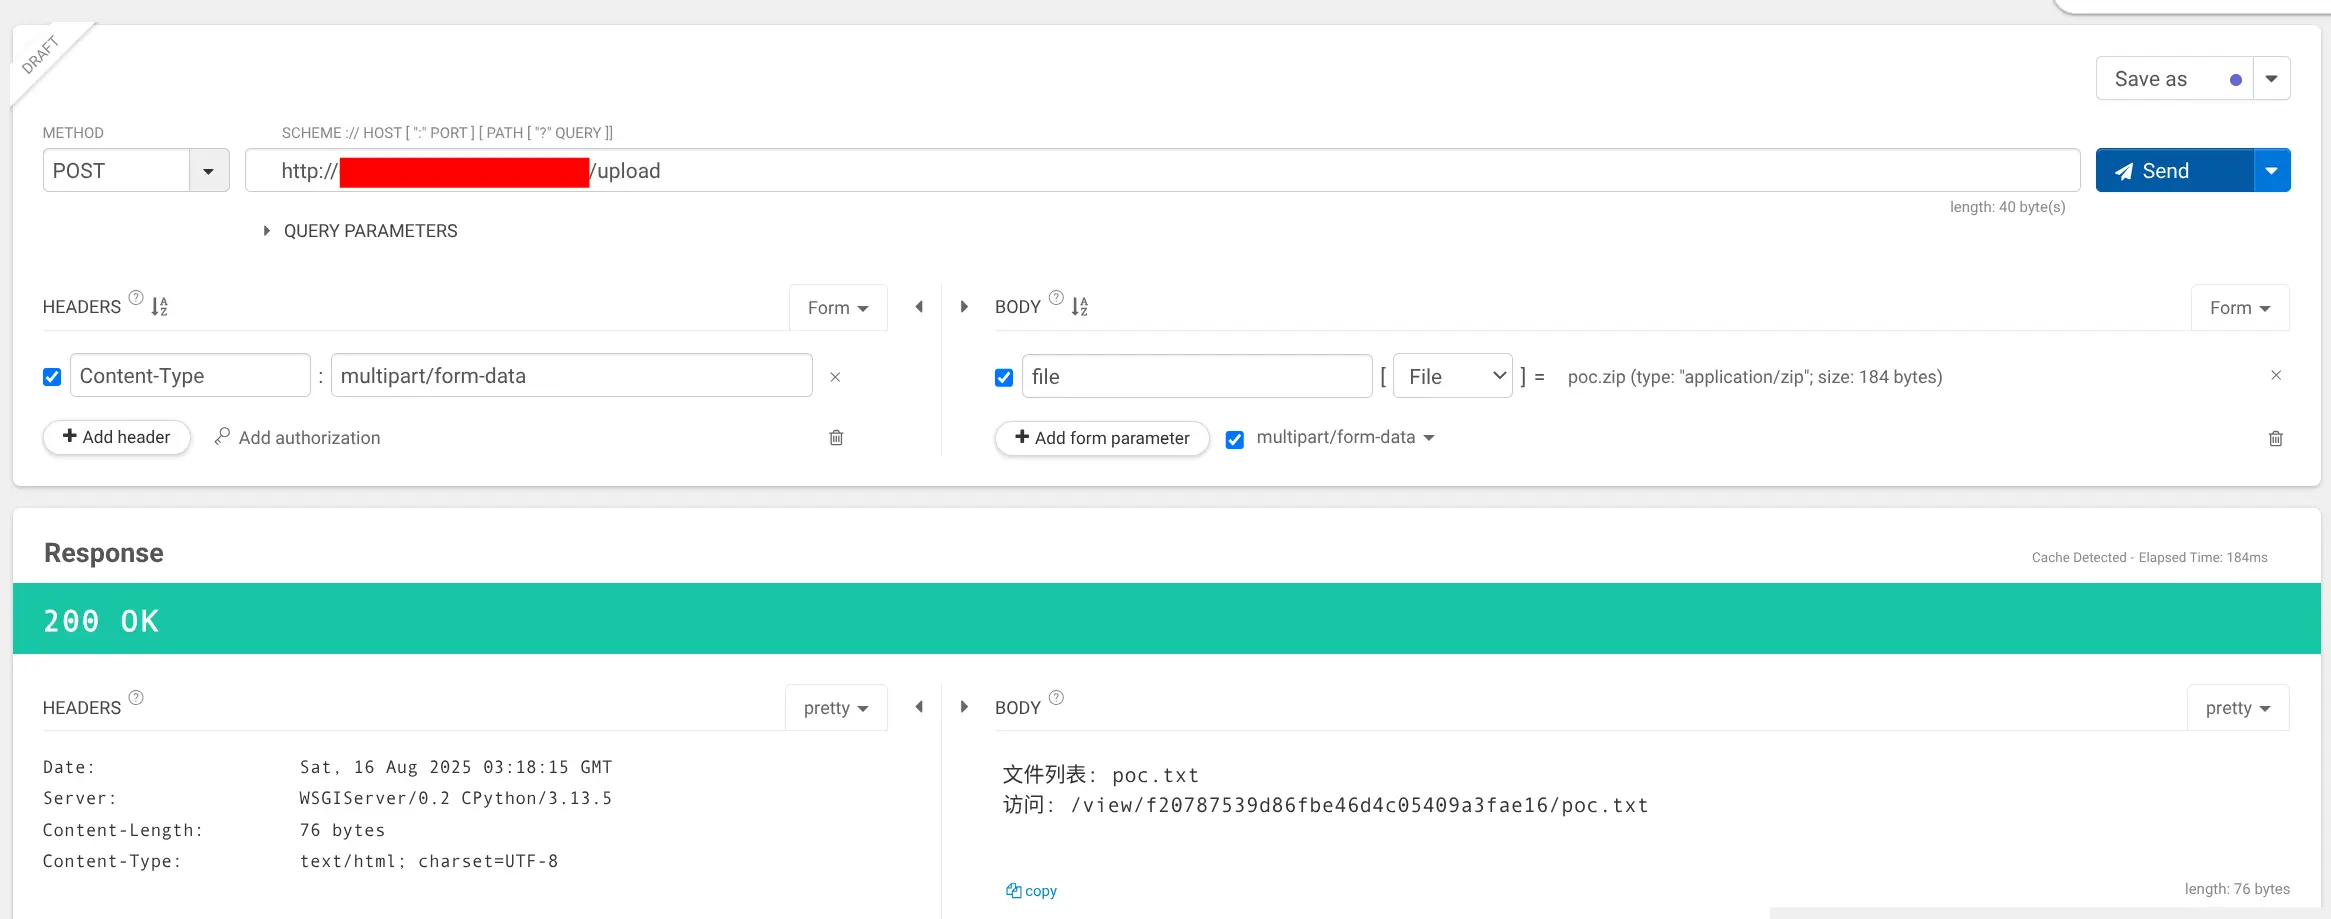 DRAFT
Save as
METHOD
SCHEME :// HOST [ ":" PORT ] [ PATH [ "?" QUERY ]]
POST
http://
/upload
Send
length: 40 byte(s)
QUERY PARAMETERS
HEADERS ?
Form
BODY ?
Form
Content-Type : multipart/form-data ×
file [ File ] = poc.zip (type: "application/zip"; size: 184 bytes) ×
+ Add header
Add authorization
+ Add form parameter
multipart/form-data
Response
Cache Detected - Elapsed Time: 184ms
200 OK
HEADERS ?
pretty
BODY ?
pretty
Date: Sat, 16 Aug 2025 03:18:15 GMT
Server: WSGIServer/0.2 CPython/3.13.5
Content-Length: 76 bytes
Content-Type: text/html; charset=UTF-8
文件列表: poc.txt
访问: /view/f20787539d86fbe46d4c05409a3fae16/poc.txt
copy
length: 76 bytes